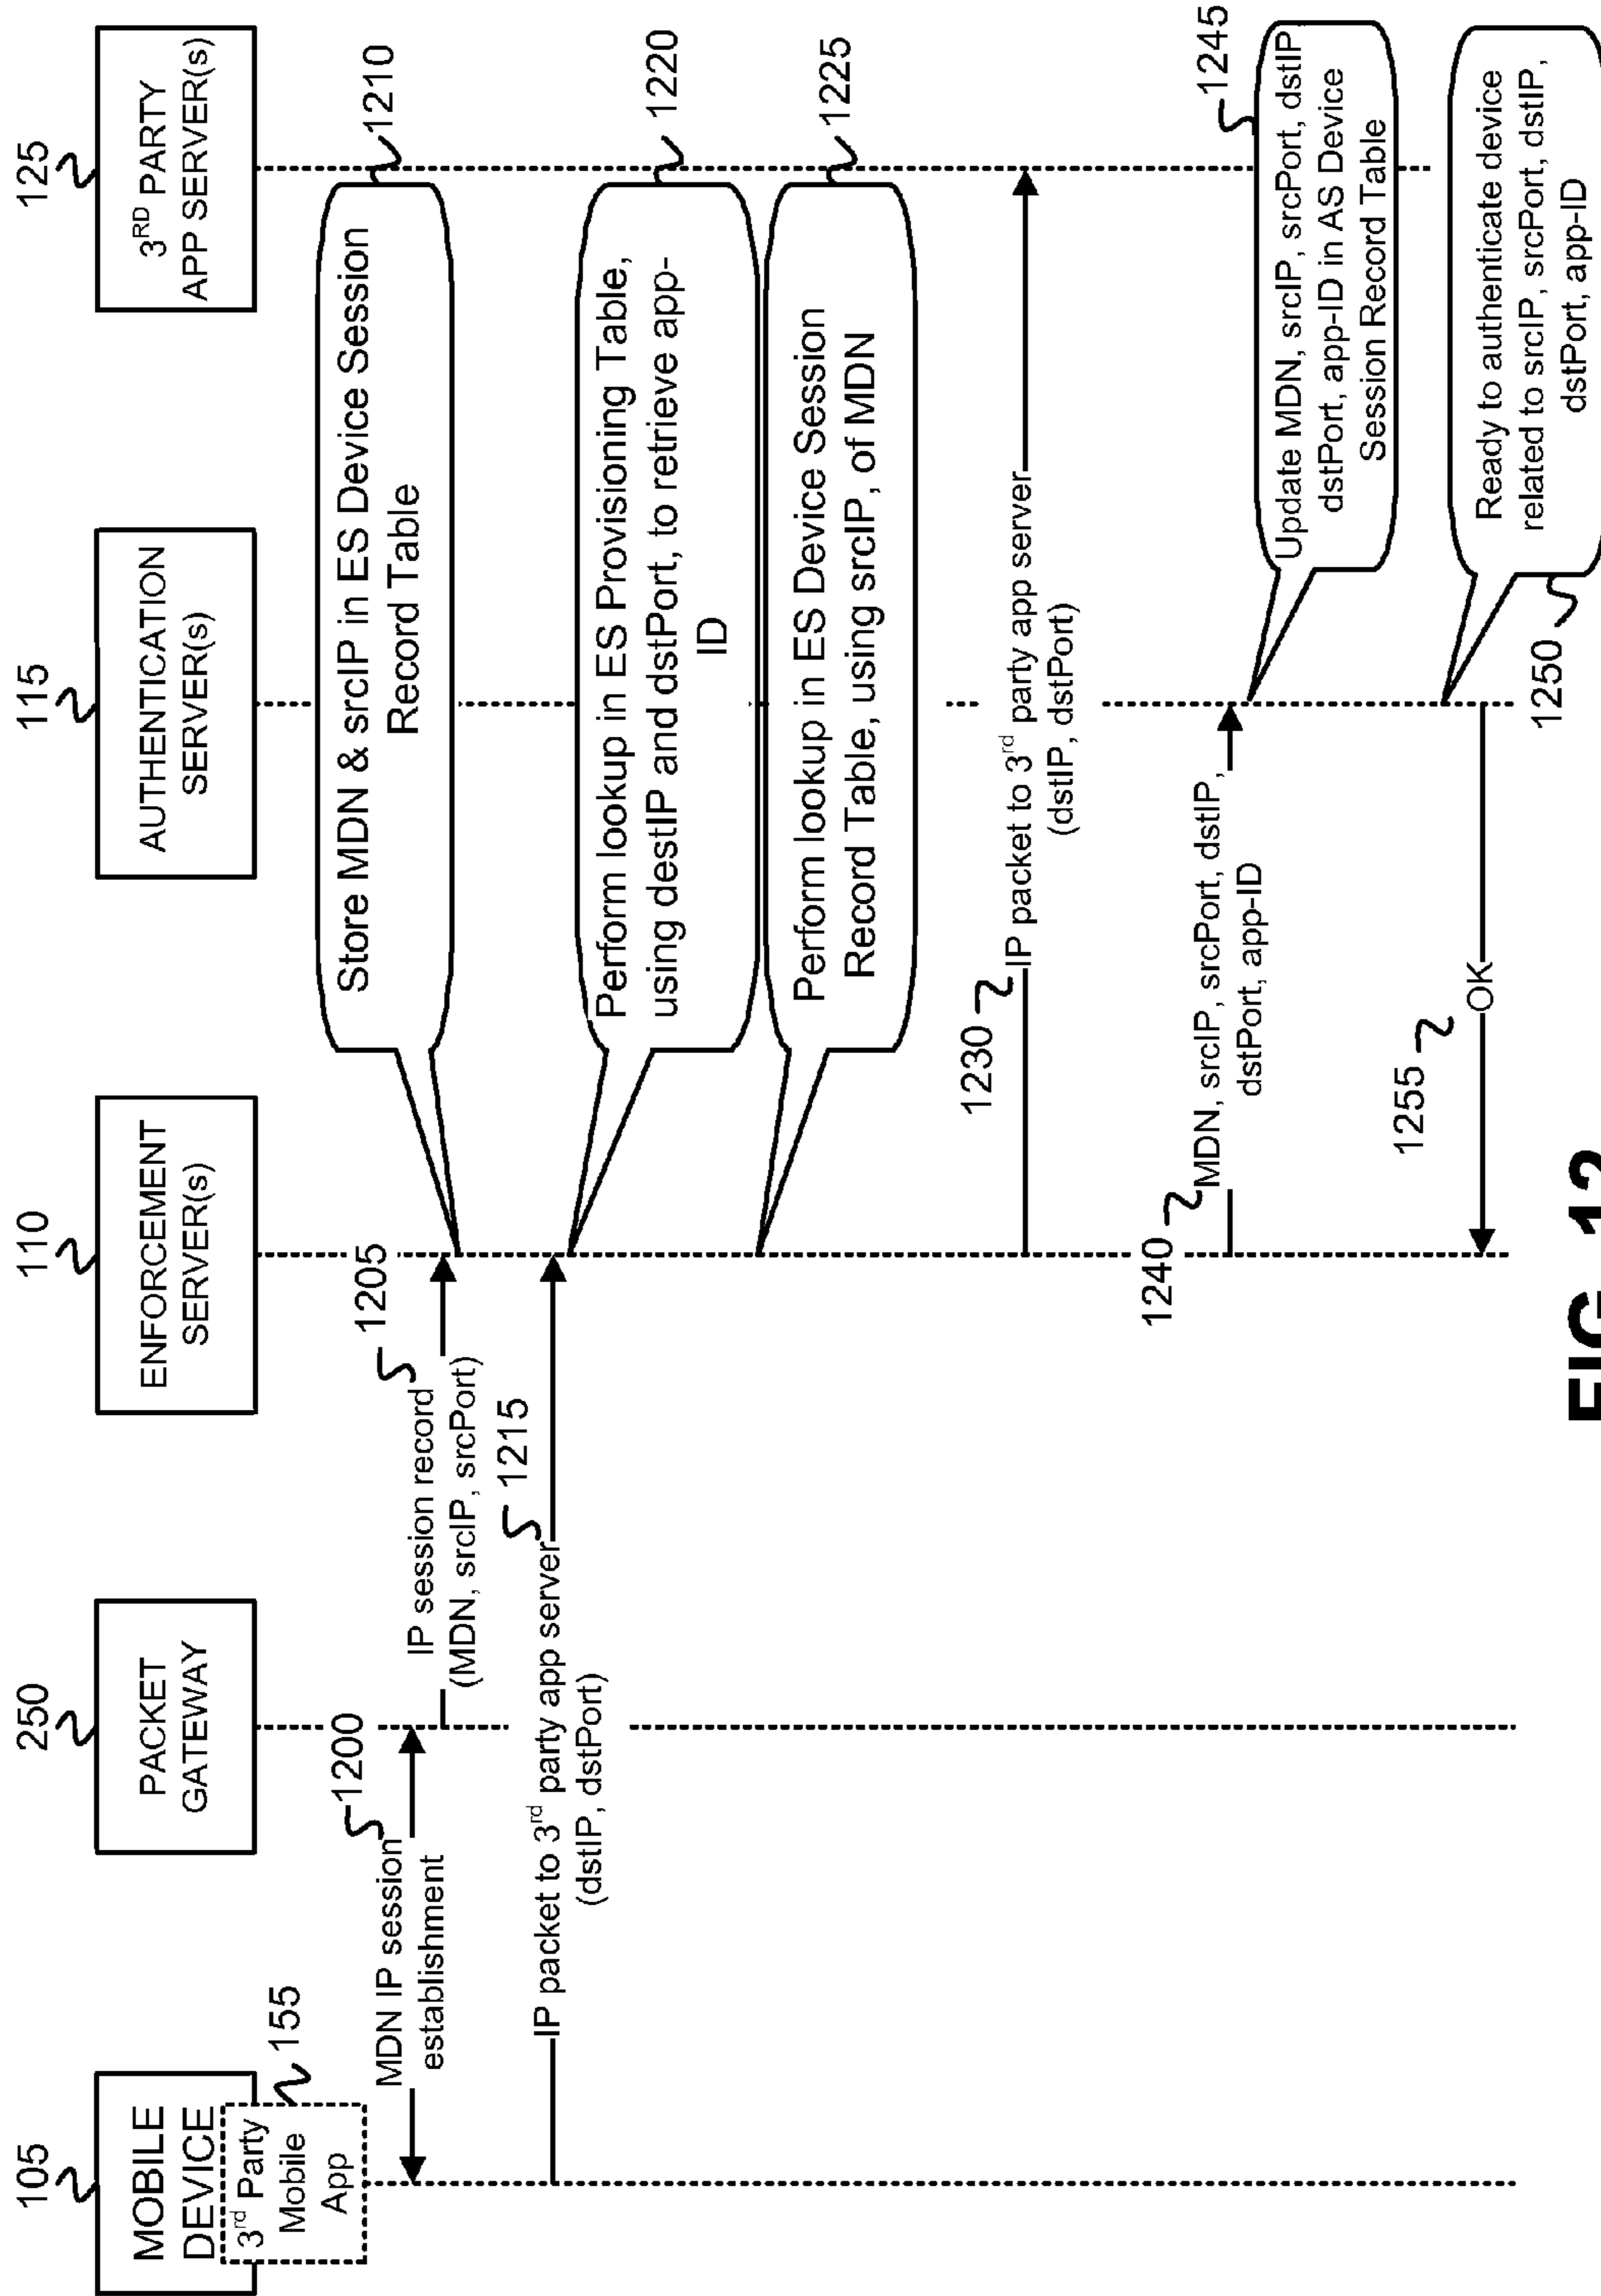 105
250
110
115
125
MOBILE
DEVICE
3rd Party
Mobile
App
155
PACKET
GATEWAY
ENFORCEMENT
SERVER(s)
AUTHENTICATION
SERVER(s)
3RD PARTY
APP SERVER(s)
1200
MDN IP session
establishment
1205
IP session record
(MDN, srcIP, srcPort)
1210
Store MDN & srcIP in ES Device Session
Record Table
1215
IP packet to 3rd party app server
(dstIP, dstPort)
1220
Perform lookup in ES Provisioning Table,
using destIP and dstPort, to retrieve app-
ID
1225
Perform lookup in ES Device Session
Record Table, using srcIP, of MDN
1230
IP packet to 3rd party app server
(dstIP, dstPort)
1240
MDN, srcIP, srcPort, dstIP,
dstPort, app-ID
1245
Update MDN, srcIP, srcPort, dstIP
dstPort, app-ID in AS Device
Session Record Table
1250
Ready to authenticate device
related to srcIP, srcPort, dstIP,
dstPort, app-ID
1255
OK
FIG. 12